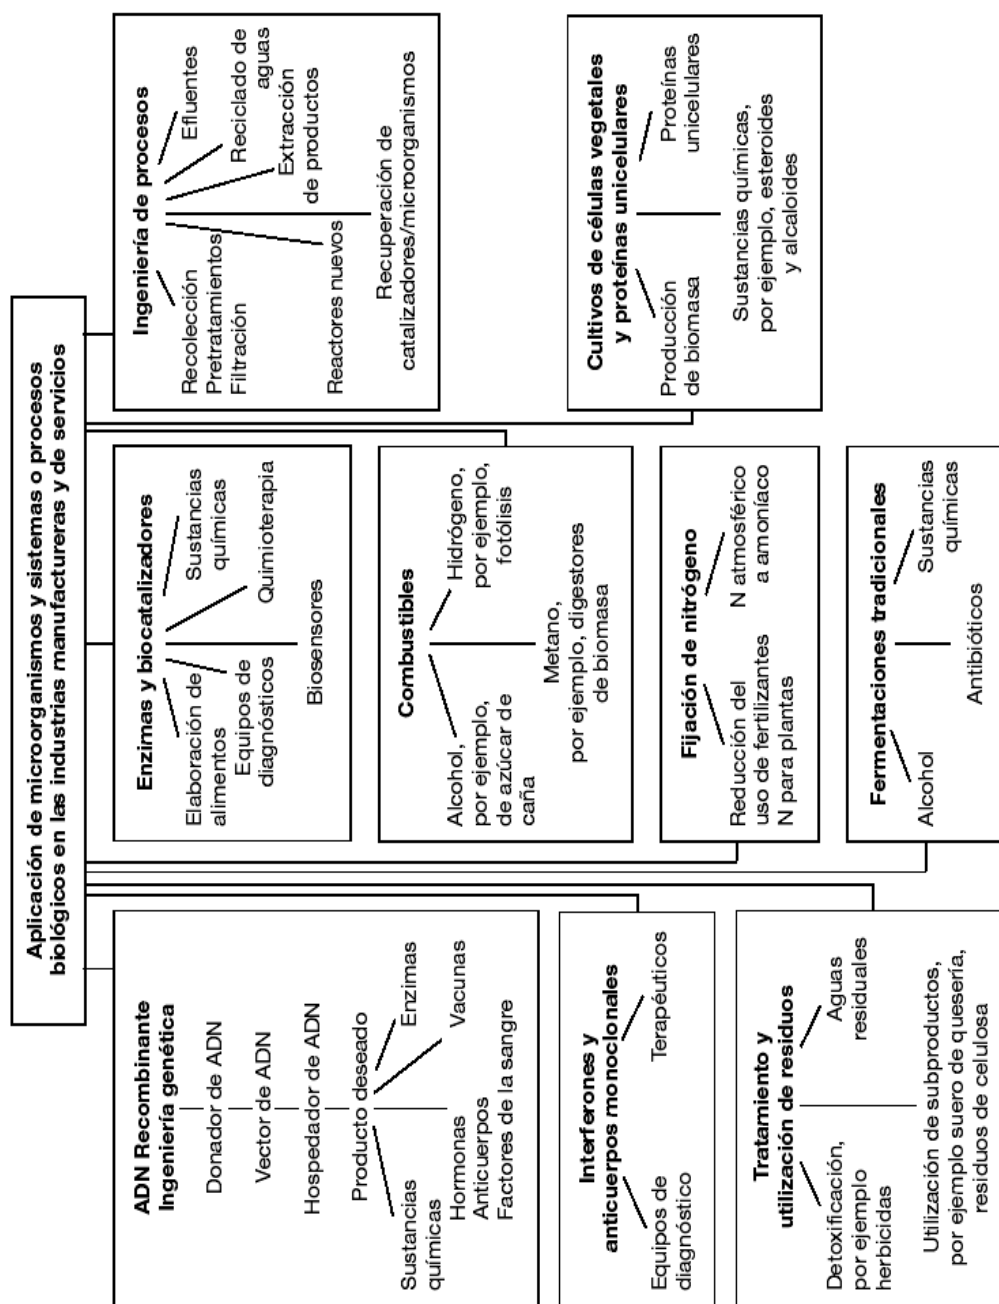 Aplicación de microorganismos y sistemas o procesos
biológicos en las industrias manufactureras y de servicios
ADN Recombinante
Ingeniería genética
Donador de ADN
Vector de ADN
Hospedador de ADN
Producto deseado
Sustancias
químicas
Enzimas
Vacunas
Hormonas
Anticuerpos
Factores de la sangre
Interferones y
anticuerpos monoclonales
Equipos de
diagnóstico
Terapéuticos
Tratamiento y
utilización de residuos
Detoxificación,
por ejemplo
herbicidas
Aguas
residuales
Utilización de subproductos,
por ejemplo suero de quesería,
residuos de celulosa
Enzimas y biocatalizadores
Elaboración de
alimentos
Equipos de
diagnósticos
Sustancias
químicas
Quimioterapia
Biosensores
Combustibles
Alcohol,
por ejemplo,
de azúcar de
caña
Hidrógeno,
por ejemplo,
fotólisis
Metano,
por ejemplo, digestores
de biomasa
Fijación de nitrógeno
Reducción del
uso de fertilizantes
N para plantas
N atmosférico
a amoníaco
Fermentaciones tradicionales
Alcohol
Sustancias
químicas
Antibióticos
Ingeniería de procesos
Recolección
Pretratamientos
Filtración
Efluentes
Reciclado de
aguas
Extracción
de productos
Reactores nuevos
Recuperación de
catalizadores/microorganismos
Cultivos de células vegetales
y proteínas unicelulares
Producción
de biomasa
Proteínas
unicelulares
Sustancias químicas,
por ejemplo, esteroides
y alcaloides